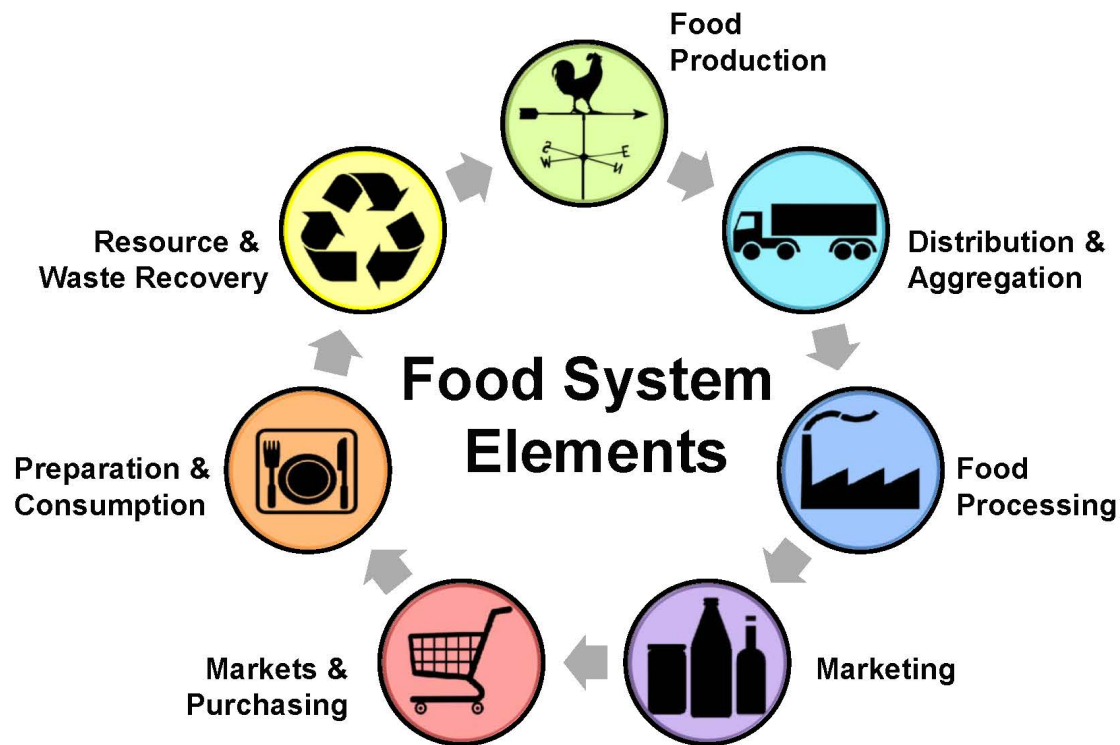 Food
Production
Distribution &
Aggregation
Food
Processing
Marketing
Markets &
Purchasing
Preparation &
Consumption
Resource &
Waste Recovery
Food System
Elements
S
E
W
N